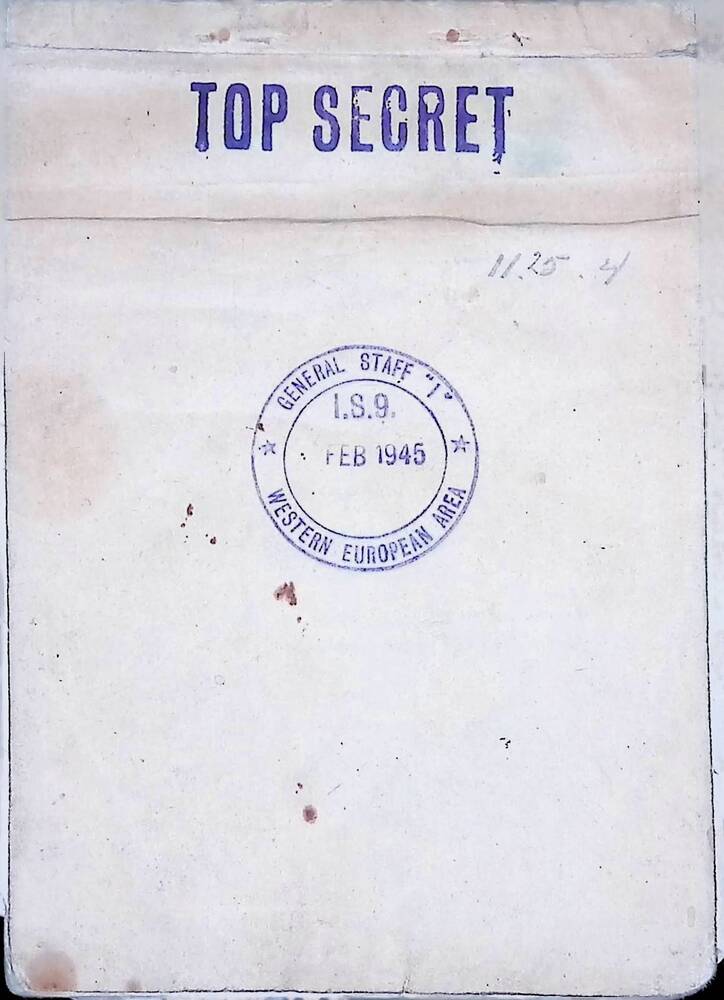 TOP SECRET
11.25.4
GENERAL STAFF "I"
I.S.9.
FEB 1945
WESTERN EUROPEAN AREA